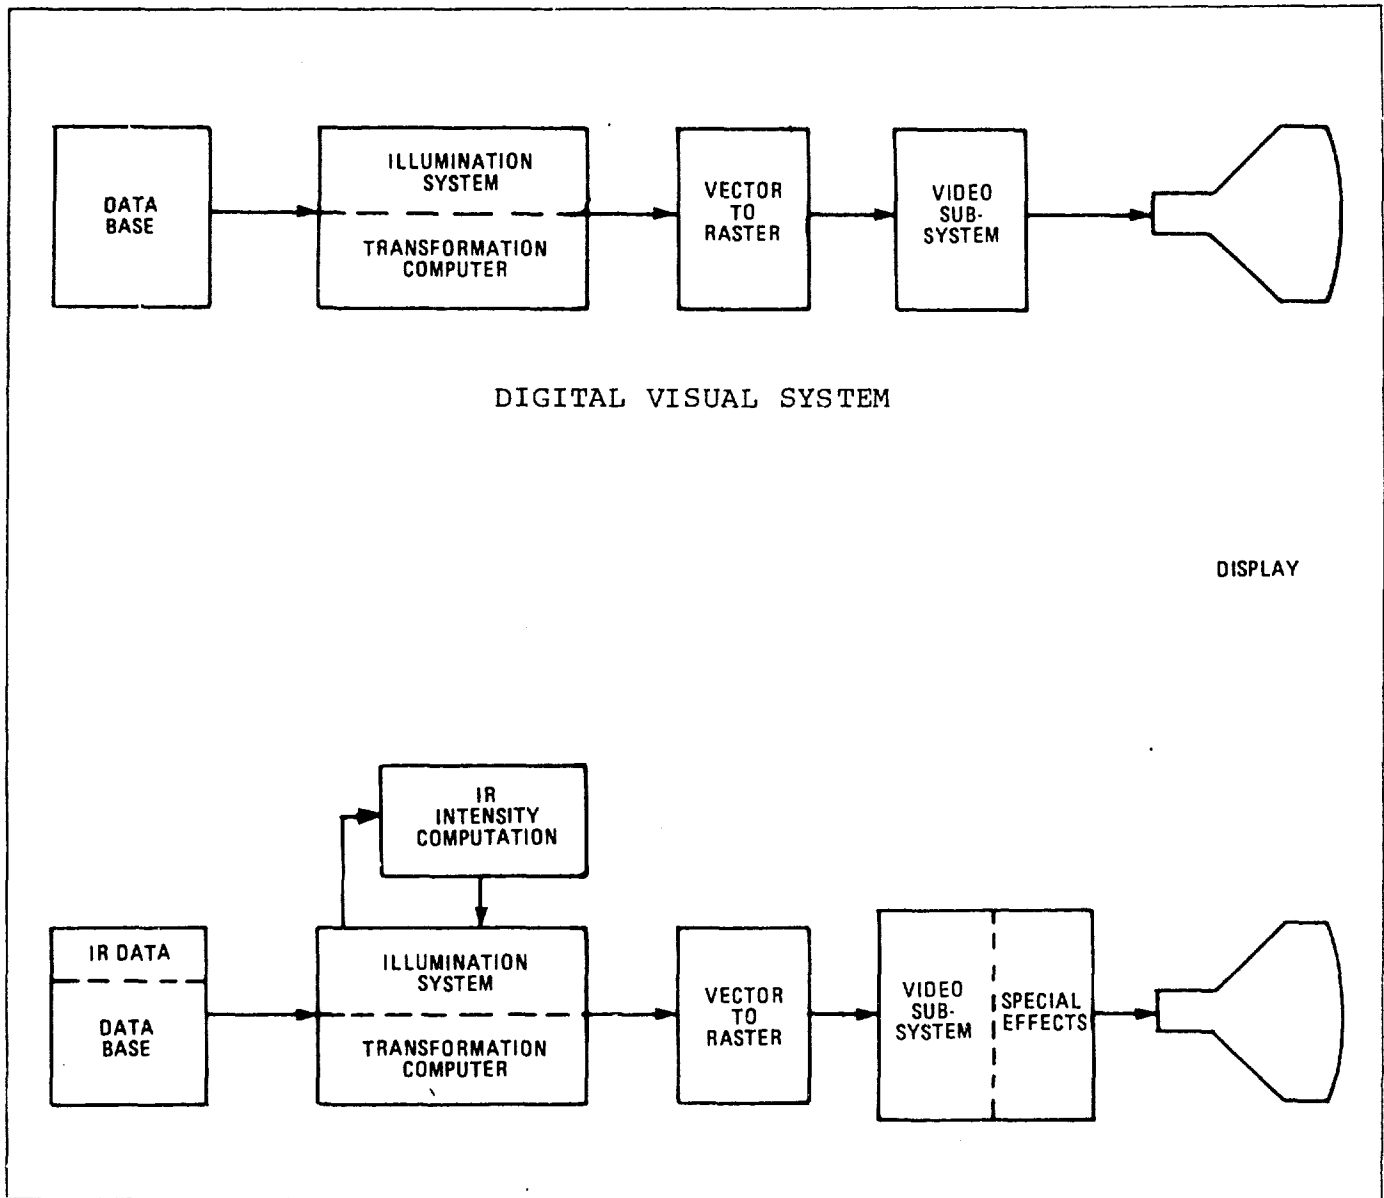 DATA
BASE
ILLUMINATION
SYSTEM
TRANSFORMATION
COMPUTER
VECTOR
TO
RASTER
VIDEO
SUB-
SYSTEM
DIGITAL VISUAL SYSTEM
DISPLAY
IR
INTENSITY
COMPUTATION
IR DATA
DATA
BASE
ILLUMINATION
SYSTEM
TRANSFORMATION
COMPUTER
VECTOR
TO
RASTER
VIDEO
SUB-
SYSTEM
SPECIAL
EFFECTS